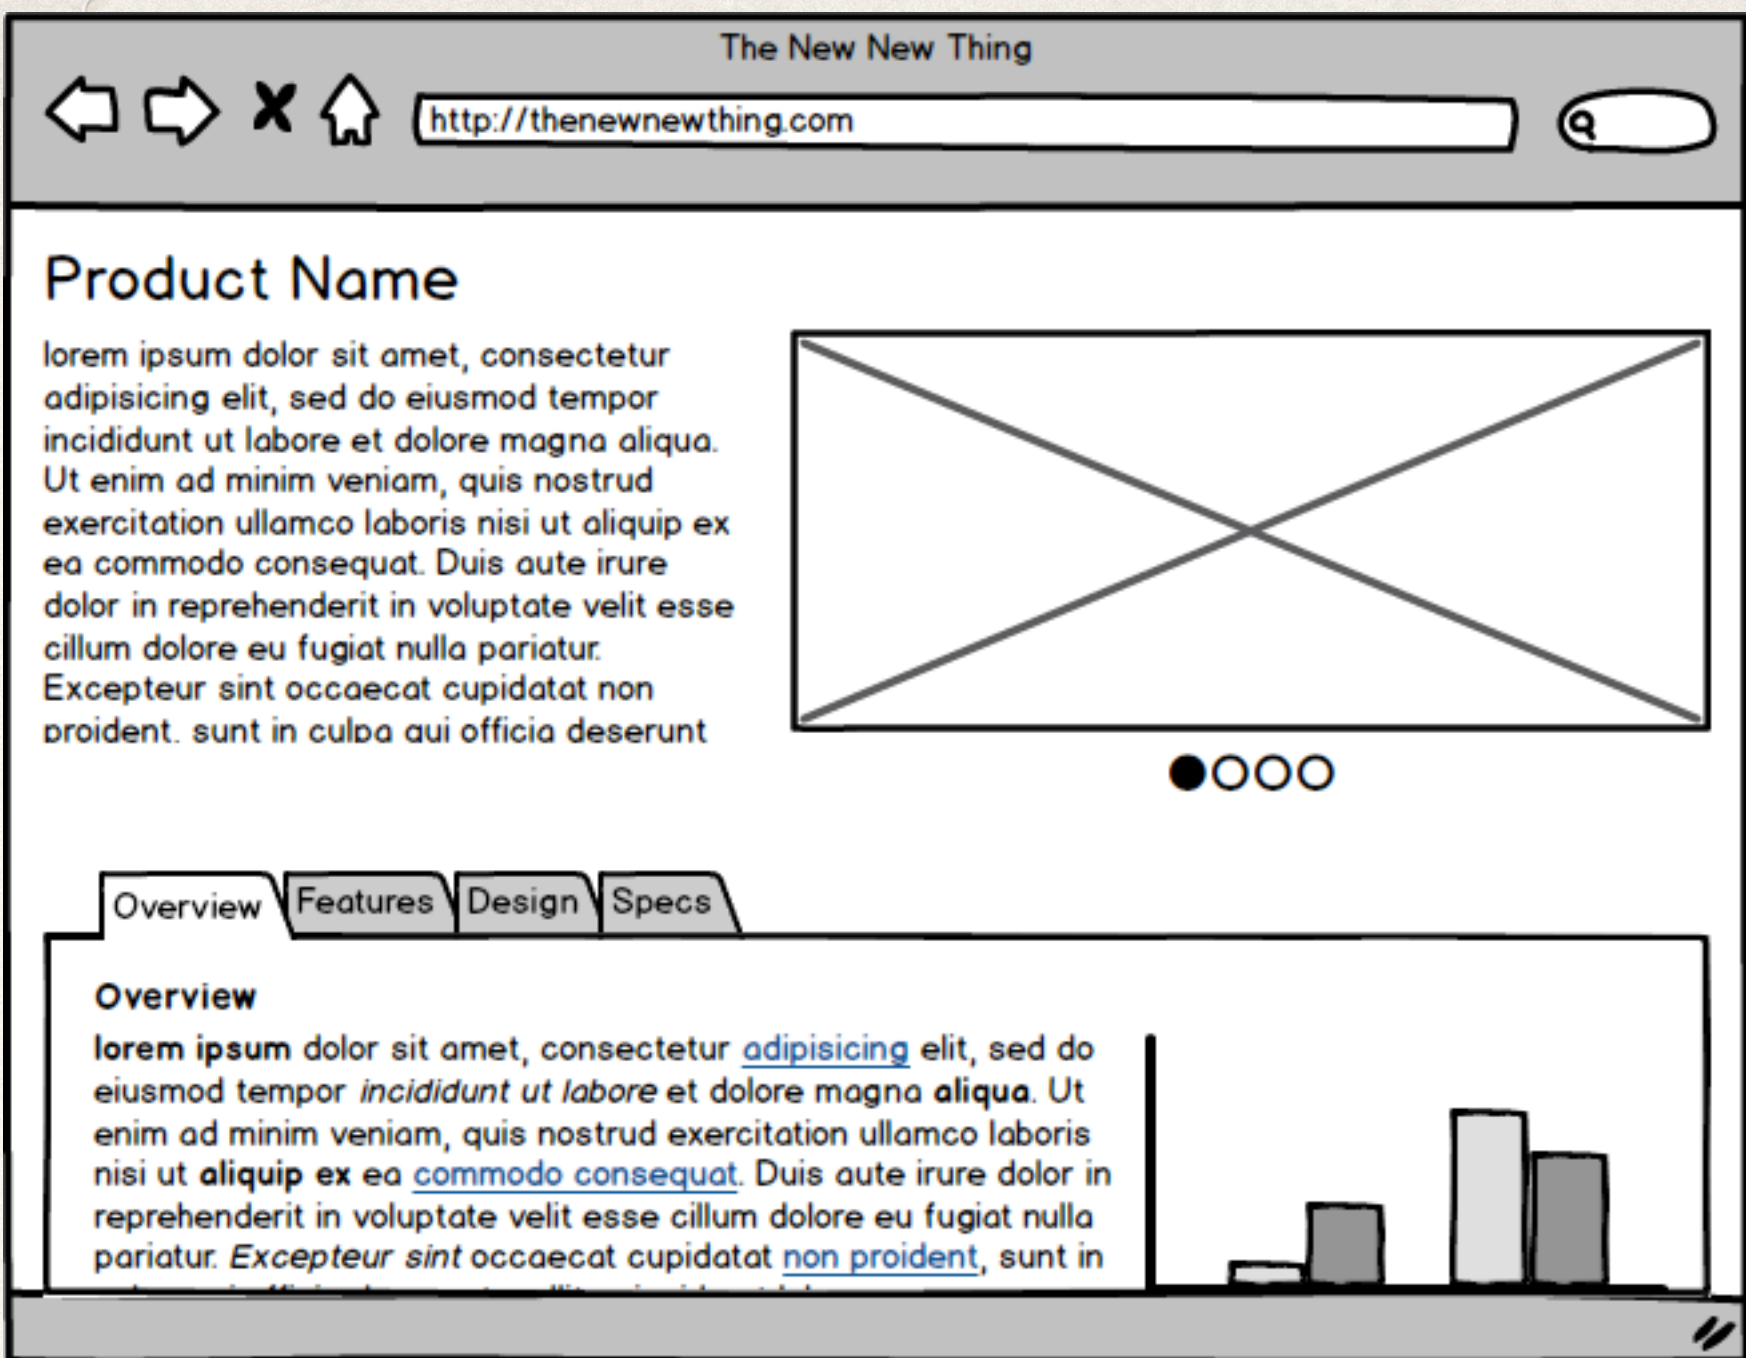 The New New Thing
http://thenewnewthing.com
Product Name
lorem ipsum dolor sit amet, consectetur
adipisicing elit, sed do eiusmod tempor
incididunt ut labore et dolore magna aliqua.
Ut enim ad minim veniam, quis nostrud
exercitation ullamco laboris nisi ut aliquip ex
ea commodo consequat. Duis aute irure
dolor in reprehenderit in voluptate velit esse
cillum dolore eu fugiat nulla pariatur.
Excepteur sint occaecat cupidatat non
proident, sunt in culpa qui officia deserunt
Overview Features Design Specs
Overview
lorem ipsum dolor sit amet, consectetur adipisicing elit, sed do
eiusmod tempor incididunt ut labore et dolore magna aliqua. Ut
enim ad minim veniam, quis nostrud exercitation ullamco laboris
nisi ut aliquip ex ea commodo consequat. Duis aute irure dolor in
reprehenderit in voluptate velit esse cillum dolore eu fugiat nulla
pariatur. Excepteur sint occaecat cupidatat non proident, sunt in